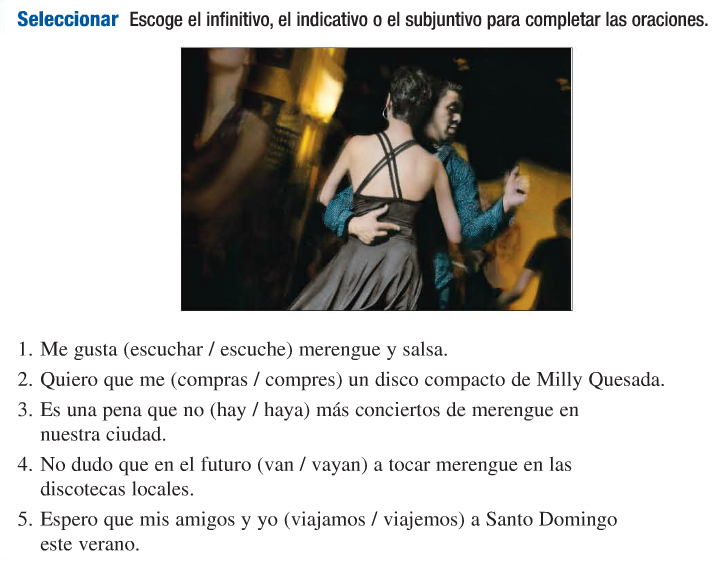 Seleccionar Escoge el infinitivo, el indicativo o el subjuntivo para completar las oraciones.
1. Me gusta (escuchar / escuche) merengue y salsa.
2. Quiero que me (compras / compres) un disco compacto de Milly Quesada.
3. Es una pena que no (hay / haya) más conciertos de merengue en
nuestra ciudad.
4. No dudo que en el futuro (van / vayan) a tocar merengue en las
discotecas locales.
5. Espero que mis amigos y yo (viajamos / viajemos) a Santo Domingo
este verano.